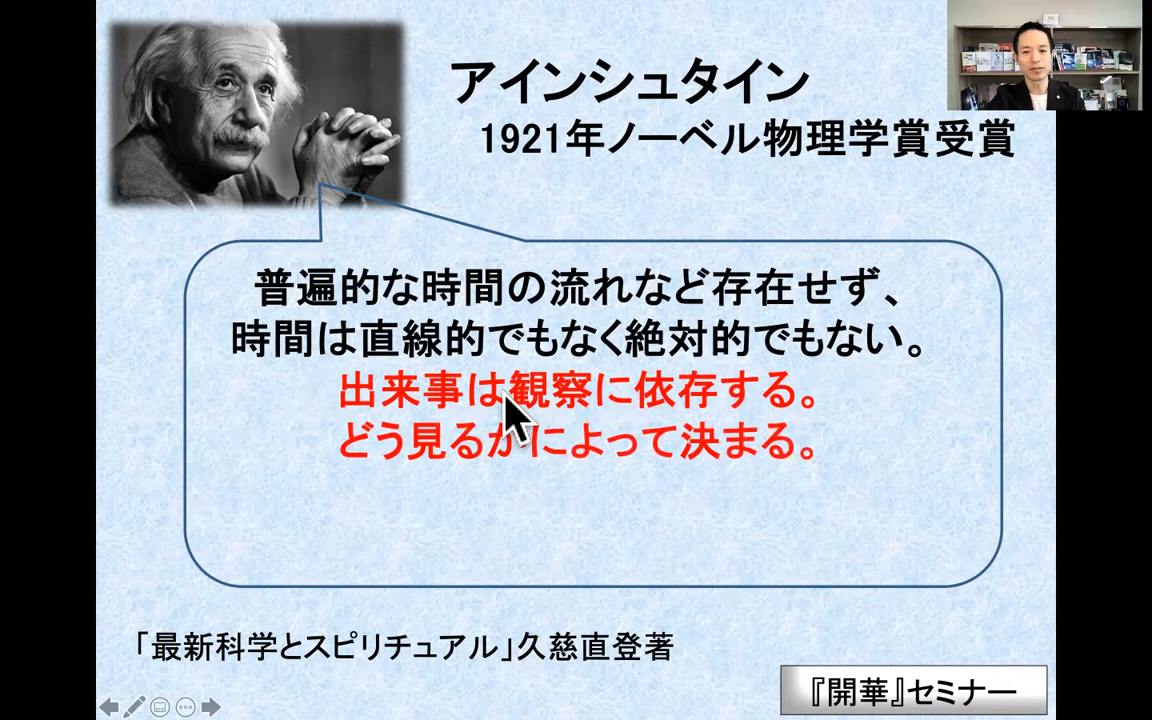 アインシュタイン
1921年ノーベル物理学賞受賞
普遍的な時間の流れなど存在せず、
時間は直線的でもなく絶対的でもない。
出来事は観察に依存する。
どう見るかによって決まる。
「最新科学とスピリチュアル」久慈直登著
『開華』セミナー